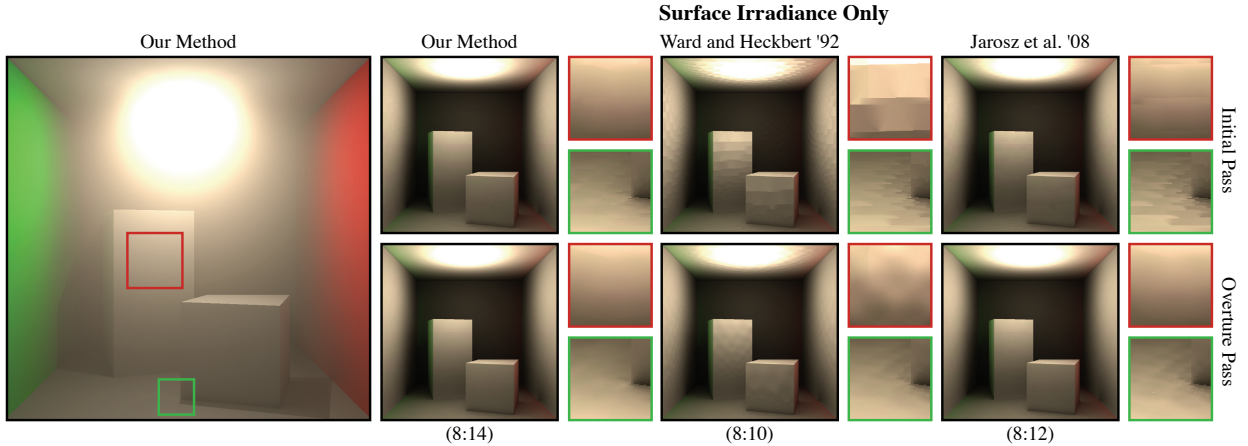 Surface Irradiance Only
Our Method
Our Method
Ward and Heckbert '92
Jarosz et al. '08
Initial Pass
Overture Pass
(8:14)
(8:10)
(8:12)